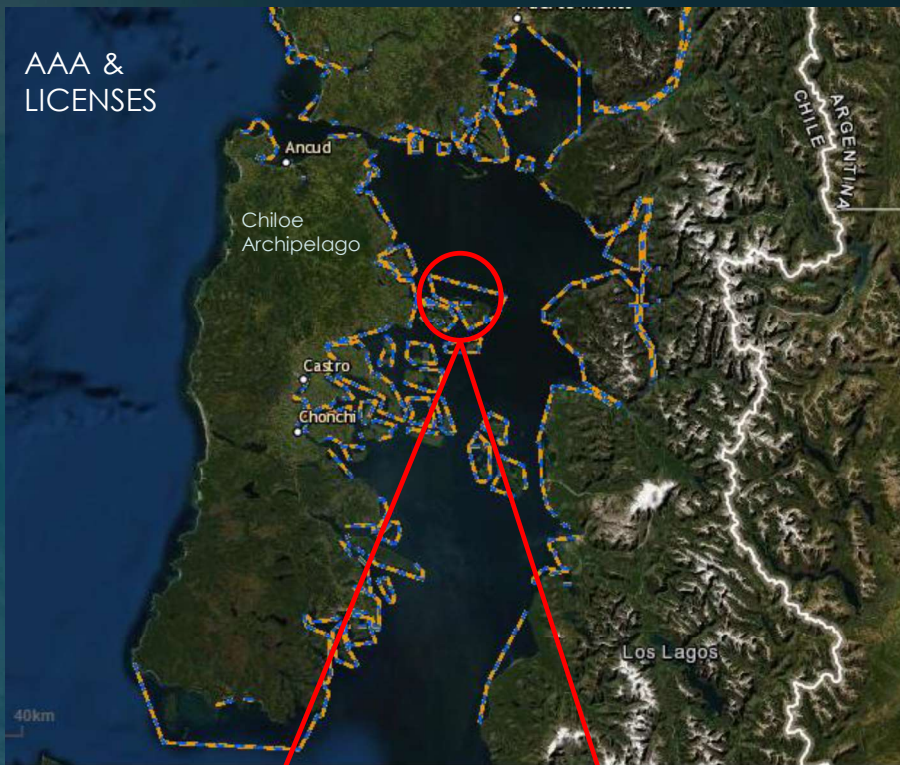 AAA &
LICENSES
Ancud
Chiloe
Archipelago
CHILE
ARGENTINA
Castro
Chonchi
Los Lagos
40km